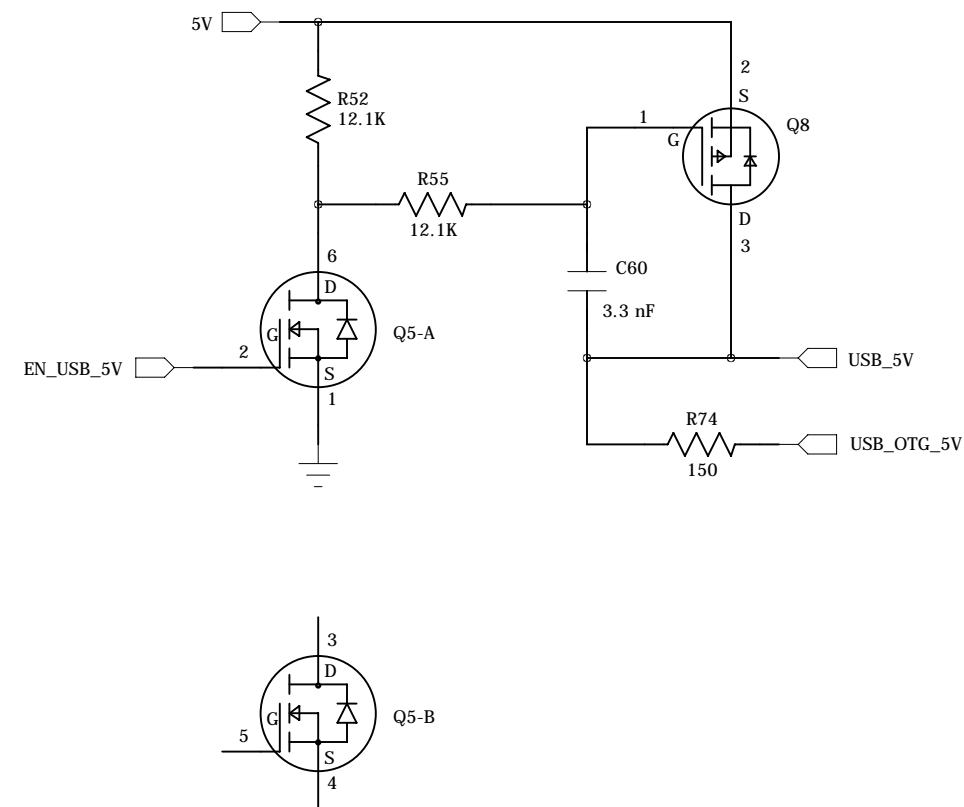 5V
2
R52
12.1K
S
1
Q8
G
R55
12.1K
D
3
6
D
C60
3.3 nF
G
Q5-A
2
EN_USB_5V
S
1
USB_5V
R74
150
USB_OTG_5V
3
D
G
Q5-B
5
S
4